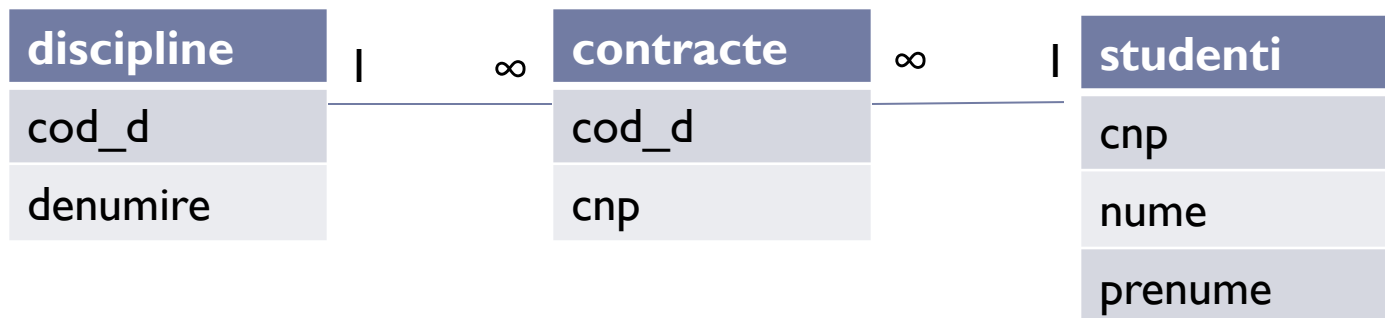 discipline
cod_d
denumire
1 ∞
contracte
cod_d
cnp
∞ 1
studenti
cnp
nume
prenume